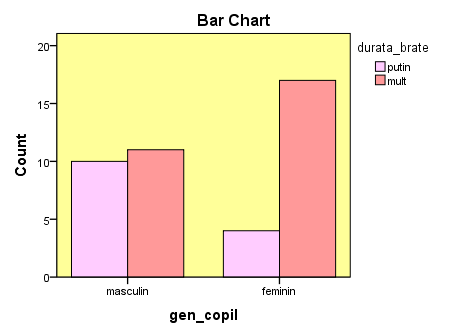 Bar Chart
durata_brate
putin
mult
20
15
10
5
0
Count
masculin
feminin
gen_copil